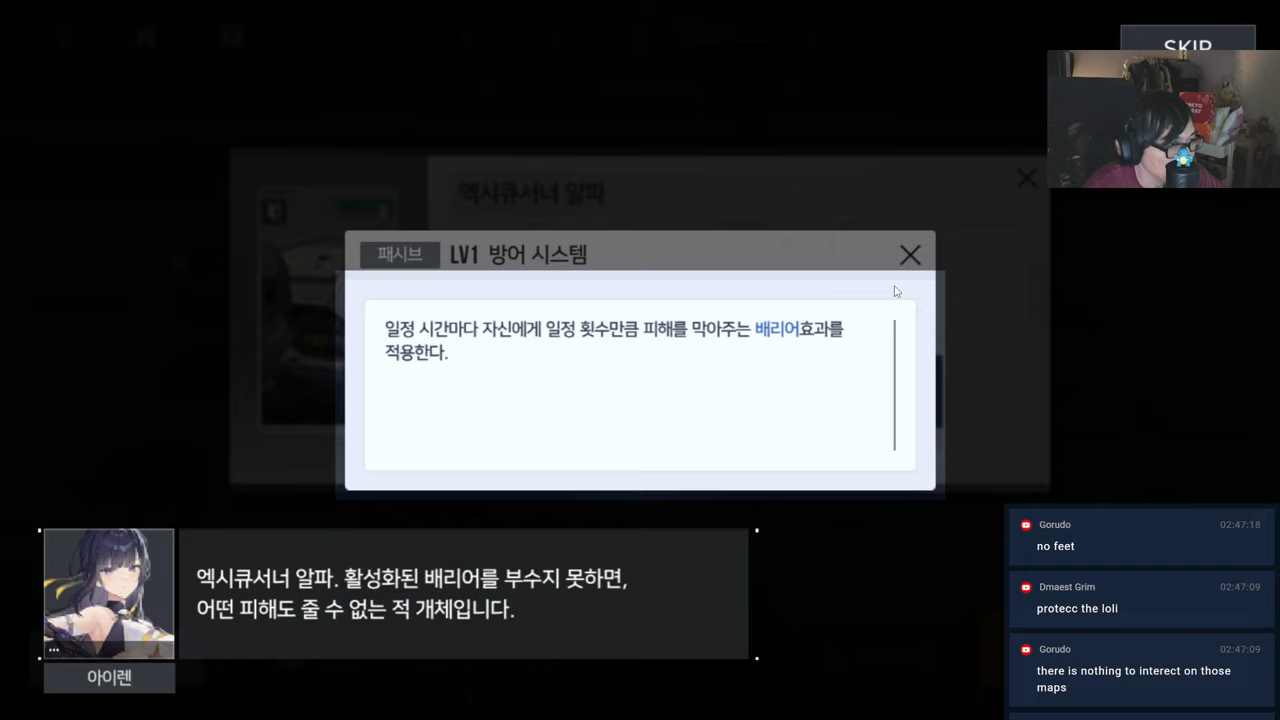 SKIP
엑시큐서너 알파
패시브 LV1 방어 시스템
일정 시간마다 자신에게 일정 횟수만큼 피해를 막아주는 배리어효과를
적용한다.
엑시큐서너 알파. 활성화된 배리어를 부수지 못하면,
어떤 피해도 줄 수 없는 적 개체입니다.
...
아이렌
Gorudo 02:47:18
no feet
Dmaest Grim 02:47:09
protecc the loli
Gorudo 02:47:09
there is nothing to interect on those
maps